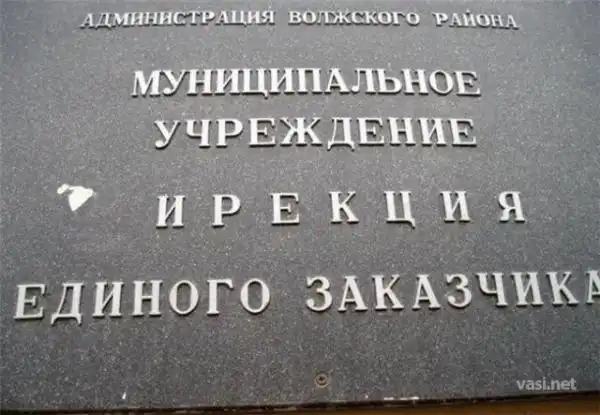 АДМИНИСТРАЦИЯ ВОЛЖСКОГО РАЙОНА
МУНИЦИПАЛЬНОЕ
УЧРЕЖДЕНИЕ
ИРЕКЦИЯ
ЕДИНОГО ЗАКАЗЧИКА
vasi.net